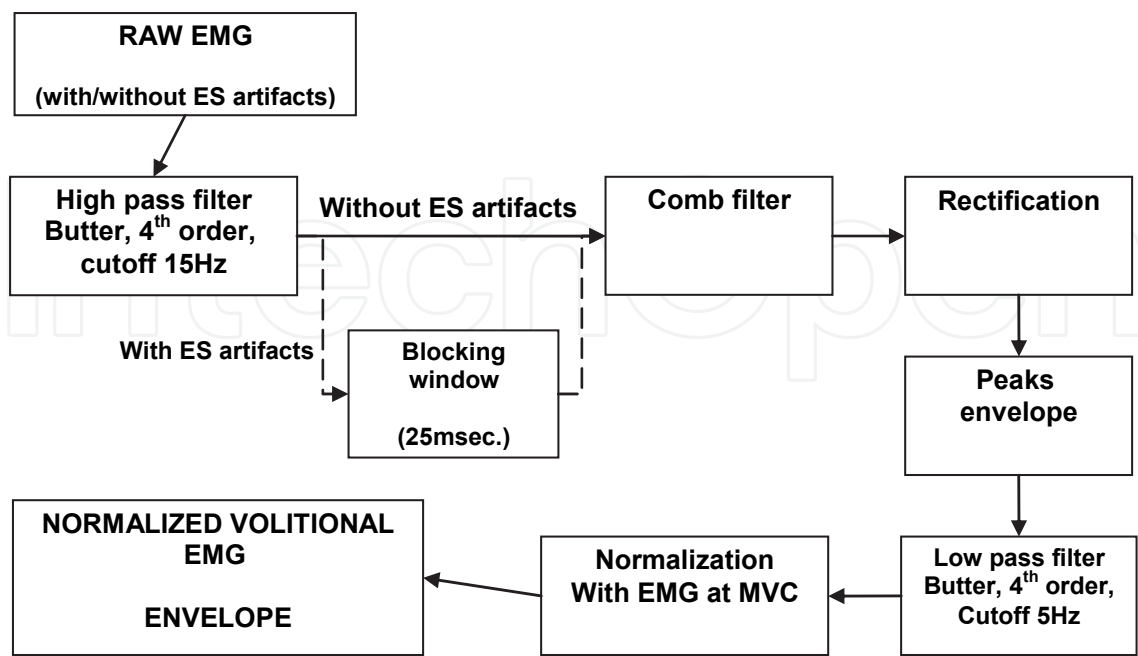 RAW EMG
(with/without ES artifacts)
High pass filter
Butter, 4th order,
cutoff 15Hz
Without ES artifacts
Comb filter
Rectification
With ES artifacts
Blocking
window
(25msec.)
Peaks
envelope
Low pass filter
Butter, 4th order,
Cutoff 5Hz
Normalization
With EMG at MVC
NORMALIZED VOLITIONAL
EMG
ENVELOPE
intechopen